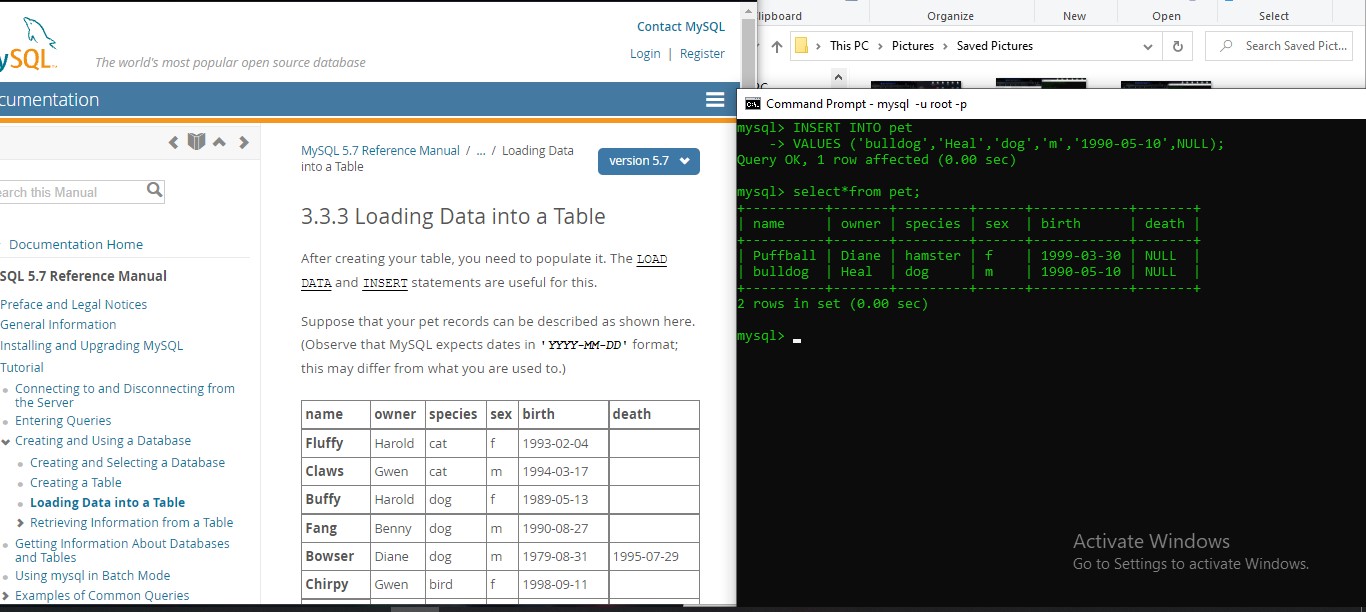 SQL
The world's most popular open source database
Contact MySQL
Login | Register
cumentation
earch this Manual
Documentation Home
SQL 5.7 Reference Manual
Preface and Legal Notices
General Information
Installing and Upgrading MySQL
Tutorial
Connecting to and Disconnecting from
the Server
Entering Queries
Creating and Using a Database
Creating and Selecting a Database
Creating a Table
Loading Data into a Table
Retrieving Information from a Table
Getting Information About Databases
and Tables
Using mysql in Batch Mode
Examples of Common Queries
MySQL 5.7 Reference Manual / ... / Loading Data
into a Table
version 5.7
3.3.3 Loading Data into a Table
After creating your table, you need to populate it. The LOAD
DATA and INSERT statements are useful for this.
Suppose that your pet records can be described as shown here.
(Observe that MySQL expects dates in 'YYYY-MM-DD' format;
this may differ from what you are used to.)
name owner species sex birth death
Fluffy Harold cat f 1993-02-04
Claws Gwen cat m 1994-03-17
Buffy Harold dog f 1989-05-13
Fang Benny dog m 1990-08-27
Bowser Diane dog m 1979-08-31 1995-07-29
Chirpy Gwen bird f 1998-09-11
lipboard Organize New Open Select
This PC > Pictures > Saved Pictures
Search Saved Pict...
PC
Command Prompt - mysql -u root -p
mysql> INSERT INTO pet
    -> VALUES ('bulldog','Heal','dog','m','1990-05-10',NULL);
Query OK, 1 row affected (0.00 sec)
mysql> select*from pet;
+----------+-------+---------+------+------------+-------+
| name     | owner | species | sex  | birth      | death |
+----------+-------+---------+------+------------+-------+
| Puffball | Diane | hamster | f    | 1999-03-30 | NULL  |
| bulldog  | Heal  | dog     | m    | 1990-05-10 | NULL  |
+----------+-------+---------+------+------------+-------+
2 rows in set (0.00 sec)
mysql>
Activate Windows
Go to Settings to activate Windows.